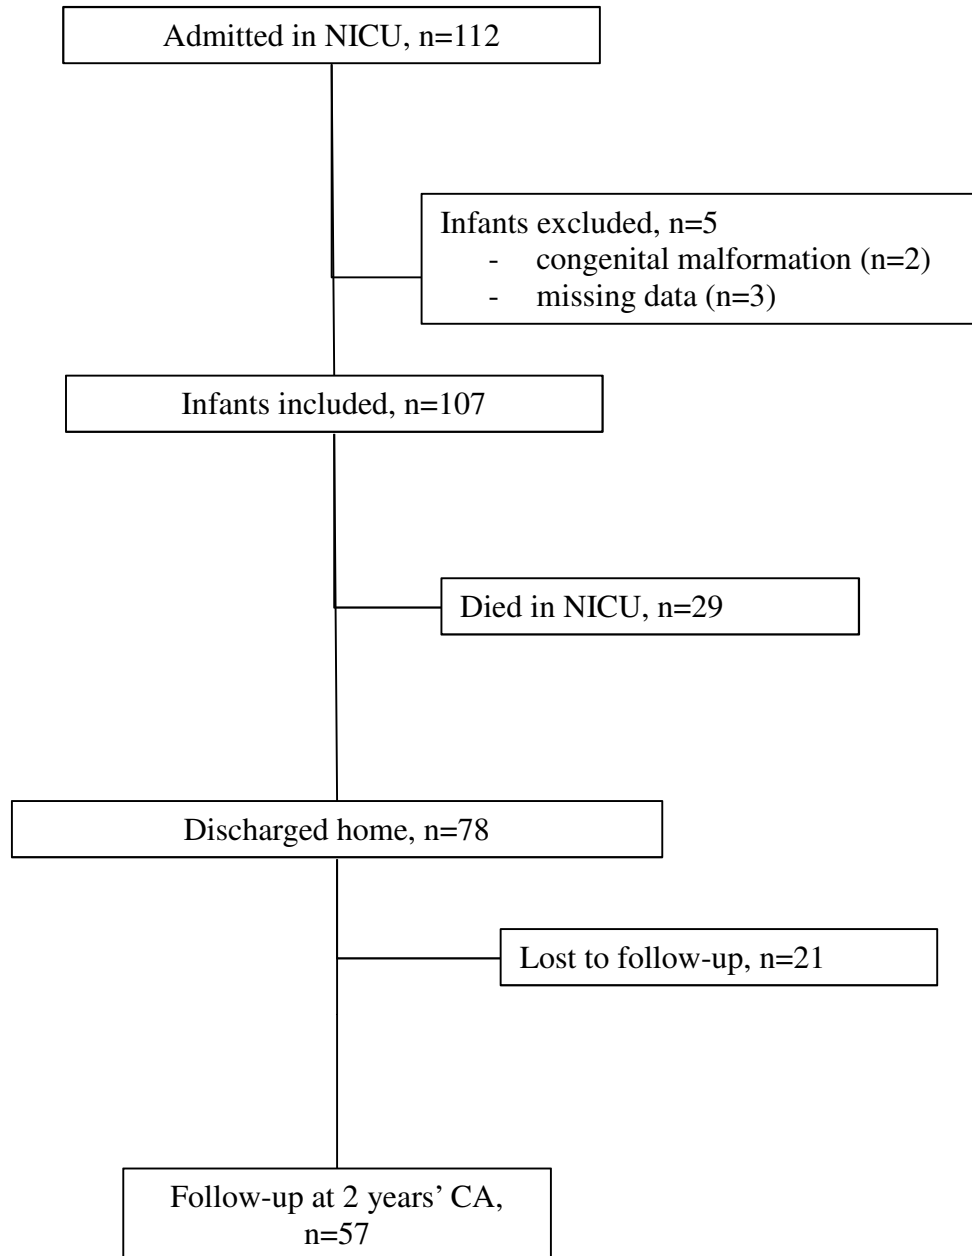 Admitted in NICU, n=112
Infants excluded, n=5
- congenital malformation (n=2)
- missing data (n=3)
Infants included, n=107
Died in NICU, n=29
Discharged home, n=78
Lost to follow-up, n=21
Follow-up at 2 years’ CA,
n=57